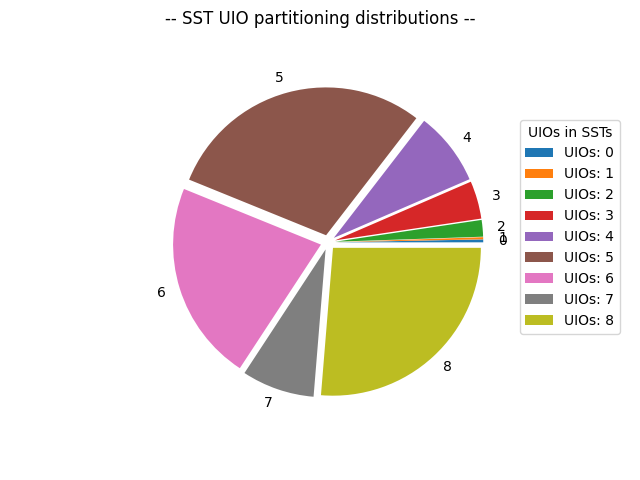 -- SST UIO partitioning distributions --
5
4
3
2
1
0
6
7
8
UIOs in SSTs
UIOs: 0
UIOs: 1
UIOs: 2
UIOs: 3
UIOs: 4
UIOs: 5
UIOs: 6
UIOs: 7
UIOs: 8